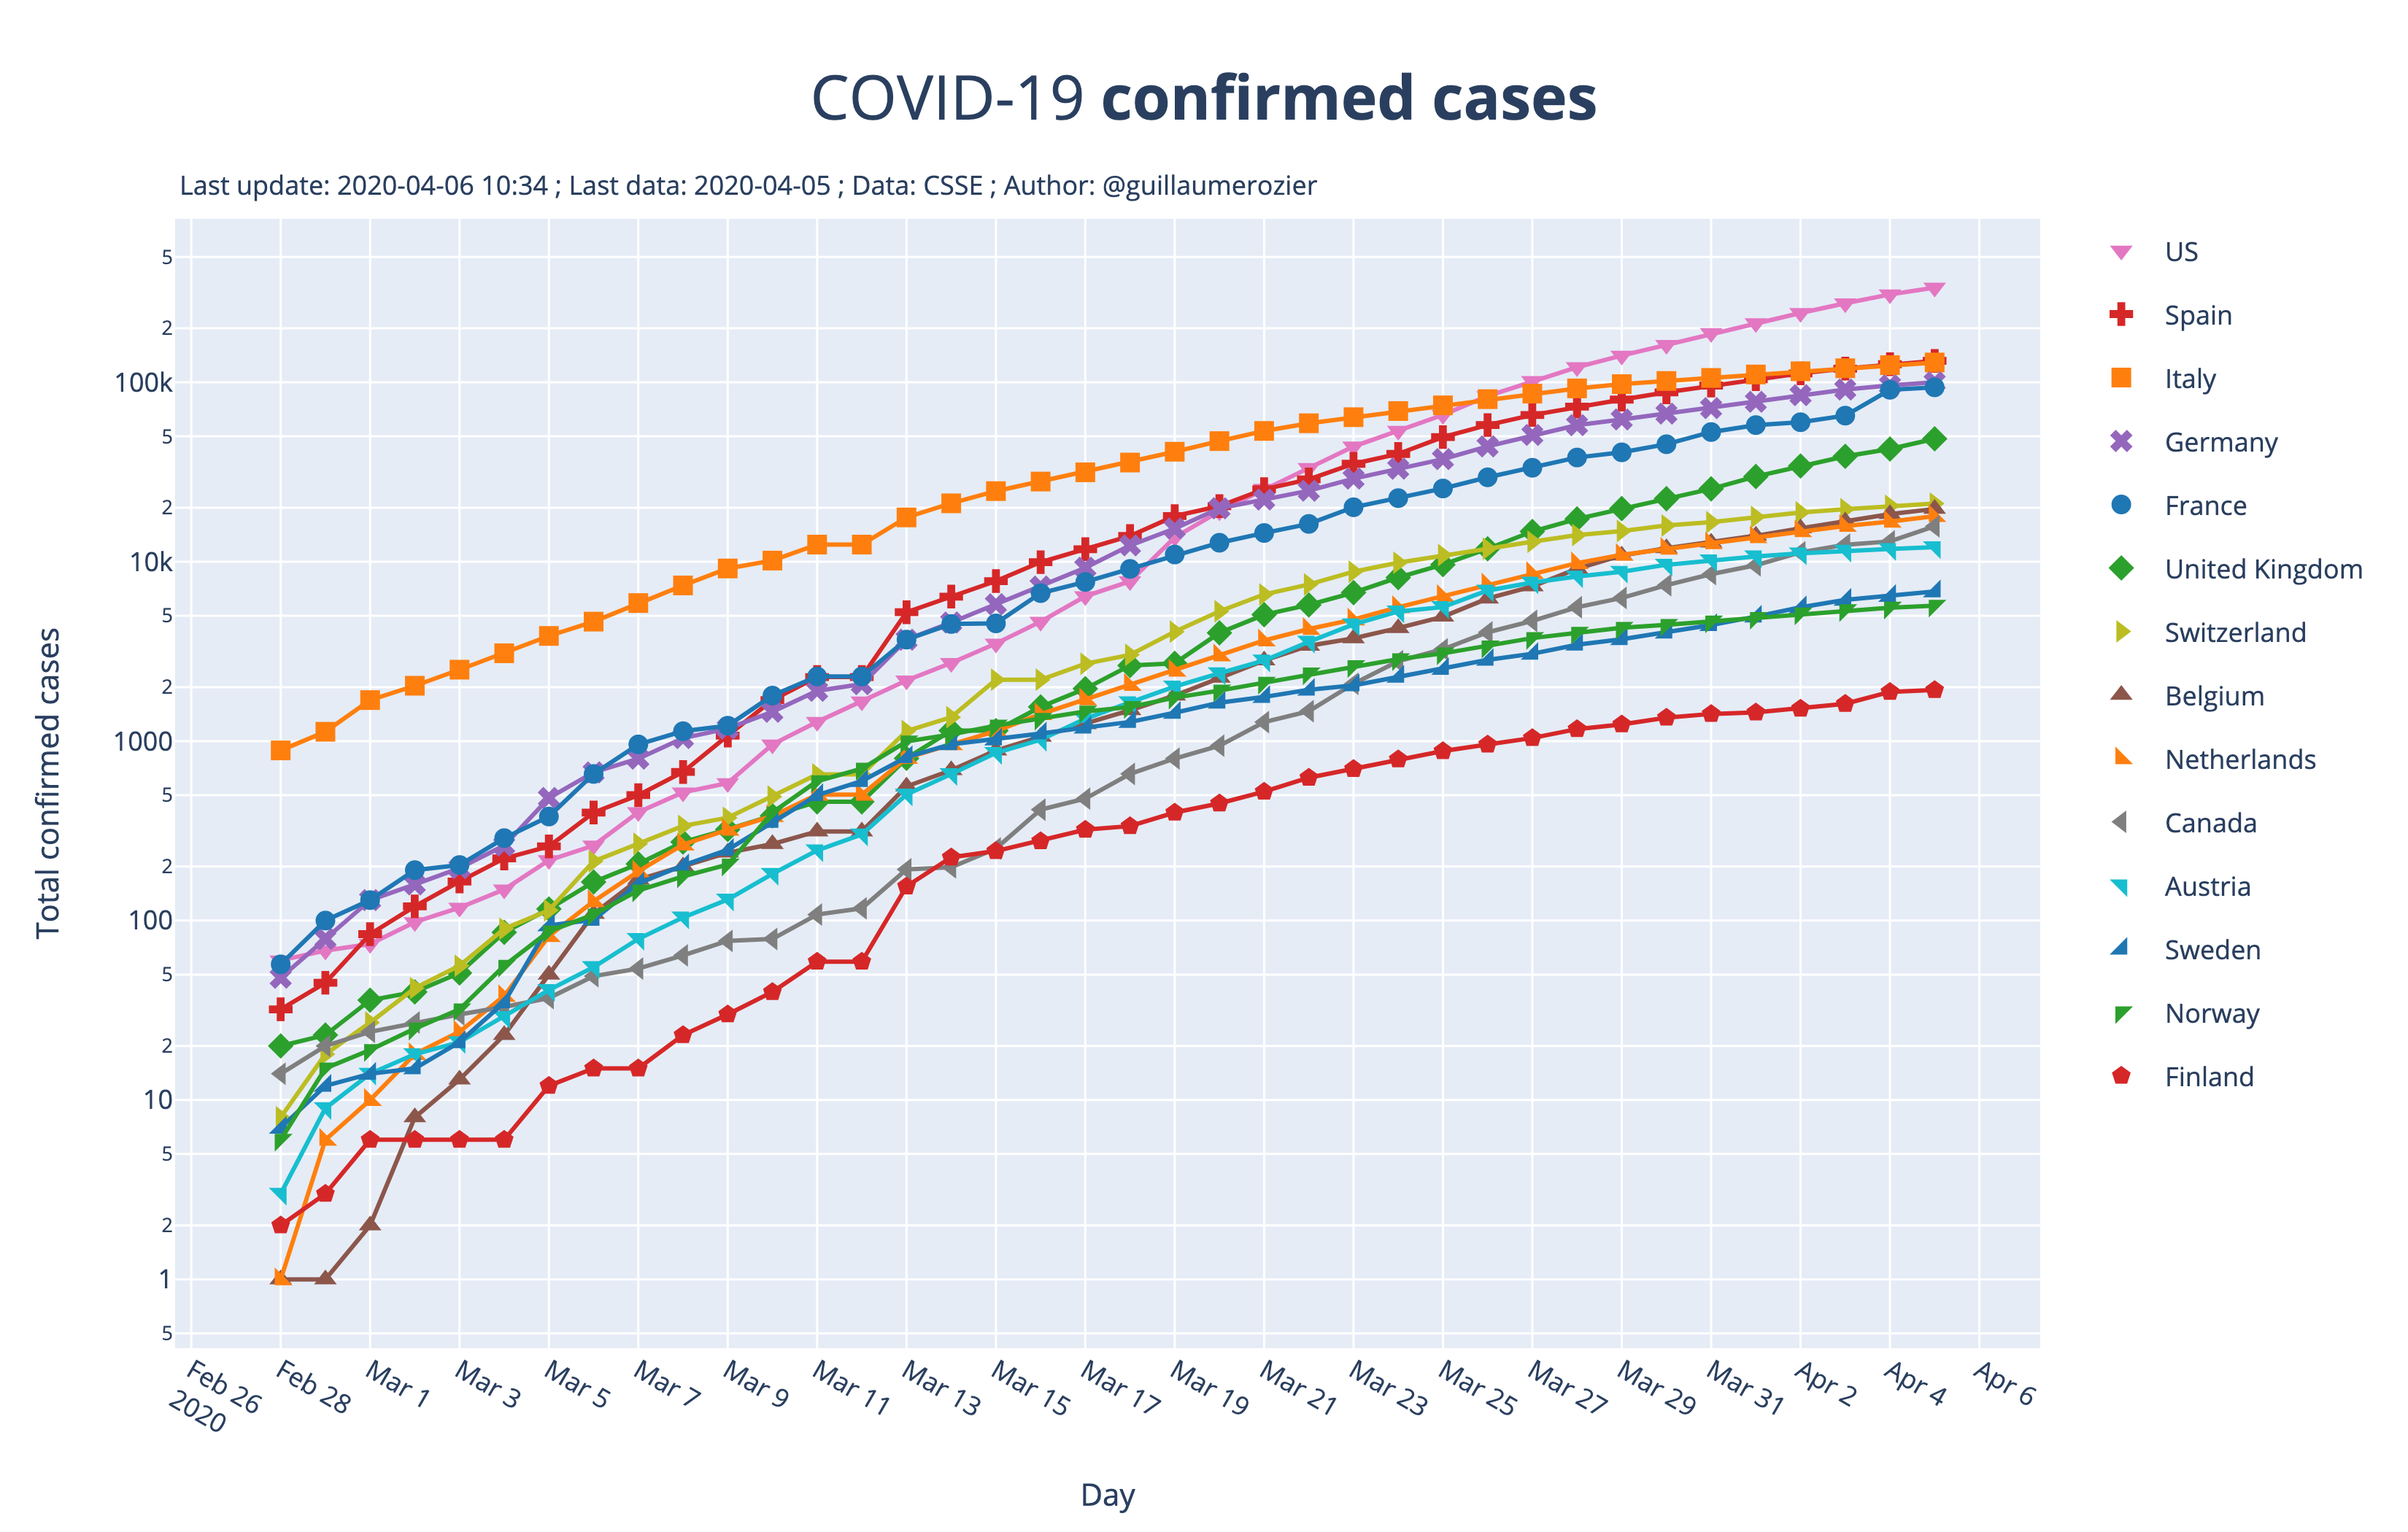 COVID-19 confirmed cases
Last update: 2020-04-06 10:34 ; Last data: 2020-04-05 ; Data: CSSE ; Author: @guillaumerozier
5
2
100k
5
2
10k
5
2
1000
5
2
100
5
2
10
5
2
1
5
Total confirmed cases
Feb 26
2020
Feb 28
Mar 1
Mar 3
Mar 5
Mar 7
Mar 9
Mar 11
Mar 13
Mar 15
Mar 17
Mar 19
Mar 21
Mar 23
Mar 25
Mar 27
Mar 29
Mar 31
Apr 2
Apr 4
Apr 6
Day
US
Spain
Italy
Germany
France
United Kingdom
Switzerland
Belgium
Netherlands
Canada
Austria
Sweden
Norway
Finland